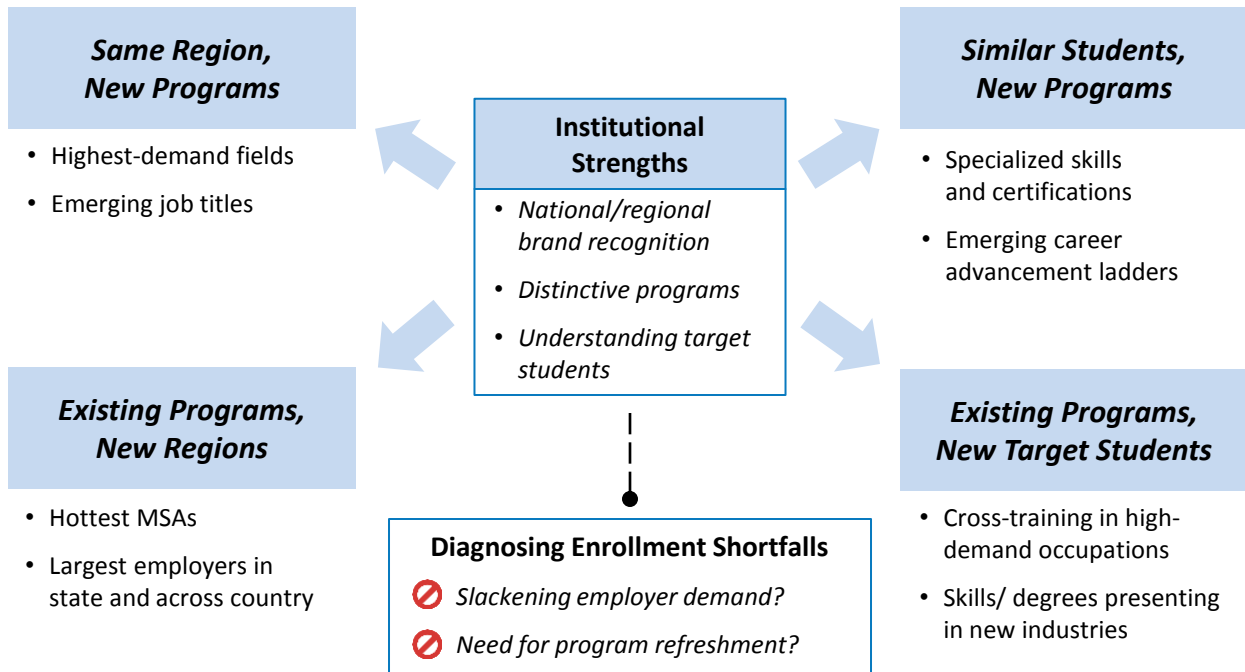 Same Region,
New Programs
• Highest-demand fields
• Emerging job titles
Institutional
Strengths
• National/regional
brand recognition
• Distinctive programs
• Understanding target
students
Similar Students,
New Programs
• Specialized skills
and certifications
• Emerging career
advancement ladders
Existing Programs,
New Regions
• Hottest MSAs
• Largest employers in
state and across country
Diagnosing Enrollment Shortfalls
Slackening employer demand?
Need for program refreshment?
Existing Programs,
New Target Students
• Cross-training in high-
demand occupations
• Skills/ degrees presenting
in new industries